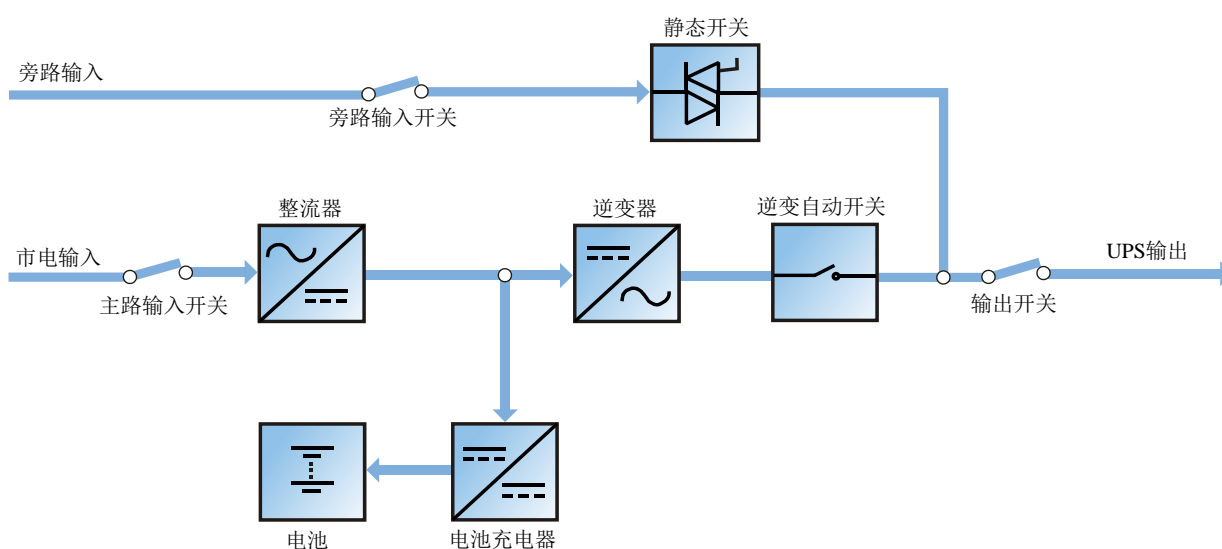 静态开关
旁路输入
旁路输入开关
整流器
逆变器
逆变自动开关
市电输入
UPS输出
主路输入开关
输出开关
电池
电池充电器